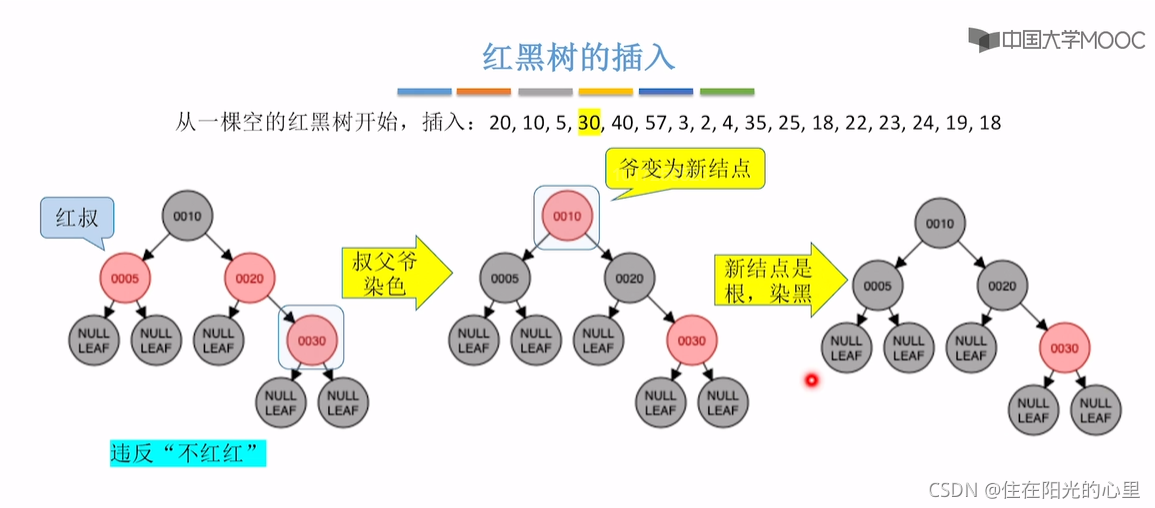 中国大学MOOC
红黑树的插入
从一棵空的红黑树开始，插入：20, 10, 5, 30, 40, 57, 3, 2, 4, 35, 25, 18, 22, 23, 24, 19, 18
爷变为新结点
红叔
0010
0005
0020
NULL LEAF
NULL LEAF
NULL LEAF
0030
NULL LEAF
NULL LEAF
违反“不红红”
叔父爷
染色
0010
0005
0020
NULL LEAF
NULL LEAF
NULL LEAF
0030
NULL LEAF
NULL LEAF
新结点是
根，染黑
0010
0005
0020
NULL LEAF
NULL LEAF
NULL LEAF
0030
NULL LEAF
NULL LEAF
CSDN @住在阳光的心里